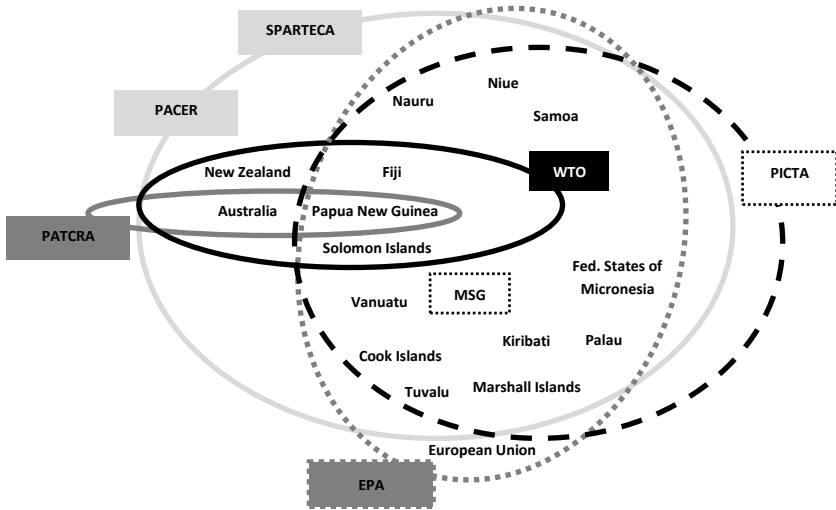 SPARTECA
Niue
Nauru
PACER
Samoa
New Zealand
Fiji
WTO
PICTA
Australia
Papua New Guinea
PATCRA
Solomon Islands
Fed. States of
Micronesia
MSG
Vanuatu
Kiribati
Palau
Cook Islands
Tuvalu
Marshall Islands
European Union
EPA